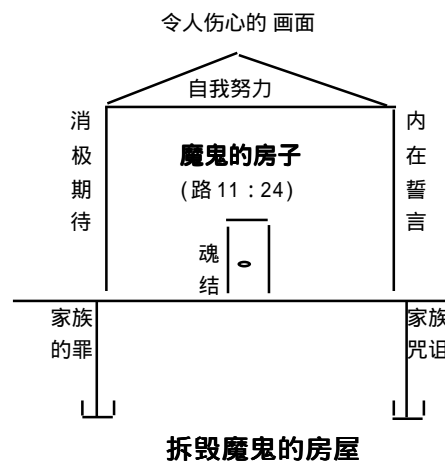 令人伤心的 画面
自我努力
消极期待
魔鬼的房子
(路11:24)
内在誓言
魂结
家族
的罪
家族
咒诅
拆毁魔鬼的房屋